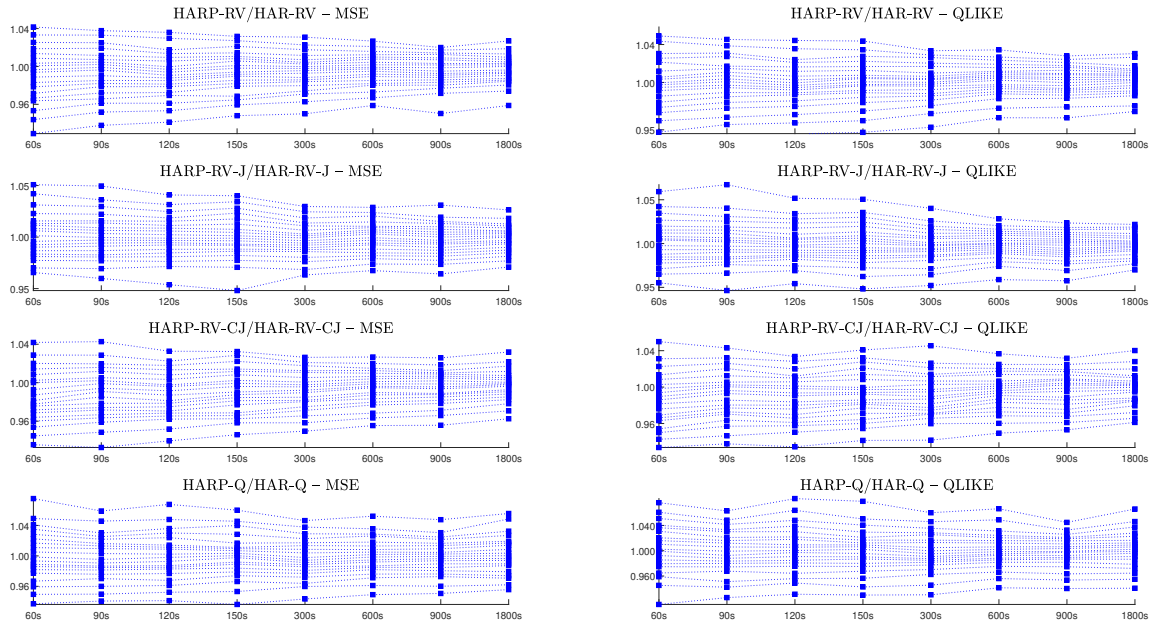 HARP-RV/HAR-RV – MSE
1.04
1.00
0.96
60s 90s 120s 150s 300s 600s 900s 1800s
HARP-RV/HAR-RV – QLIKE
1.04
1.00
0.95
60s 90s 120s 150s 300s 600s 900s 1800s
HARP-RV-J/HAR-RV-J – MSE
1.05
1.00
0.95
60s 90s 120s 150s 300s 600s 900s 1800s
HARP-RV-J/HAR-RV-J – QLIKE
1.05
1.00
0.95
60s 90s 120s 150s 300s 600s 900s 1800s
HARP-RV-CJ/HAR-RV-CJ – MSE
1.04
1.00
0.96
60s 90s 120s 150s 300s 600s 900s 1800s
HARP-RV-CJ/HAR-RV-CJ – QLIKE
1.04
1.00
0.96
60s 90s 120s 150s 300s 600s 900s 1800s
HARP-Q/HAR-Q – MSE
1.04
1.00
0.96
60s 90s 120s 150s 300s 600s 900s 1800s
HARP-Q/HAR-Q – QLIKE
1.040
1.000
0.960
60s 90s 120s 150s 300s 600s 900s 1800s